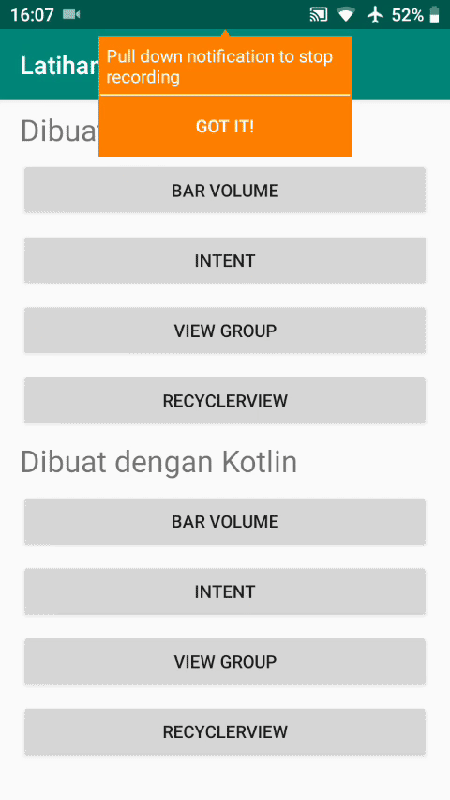 16:07 52%
Latihan
Pull down notification to stop
recording
GOT IT!
BAR VOLUME
INTENT
VIEW GROUP
RECYCLERVIEW
Dibuat dengan Kotlin
BAR VOLUME
INTENT
VIEW GROUP
RECYCLERVIEW